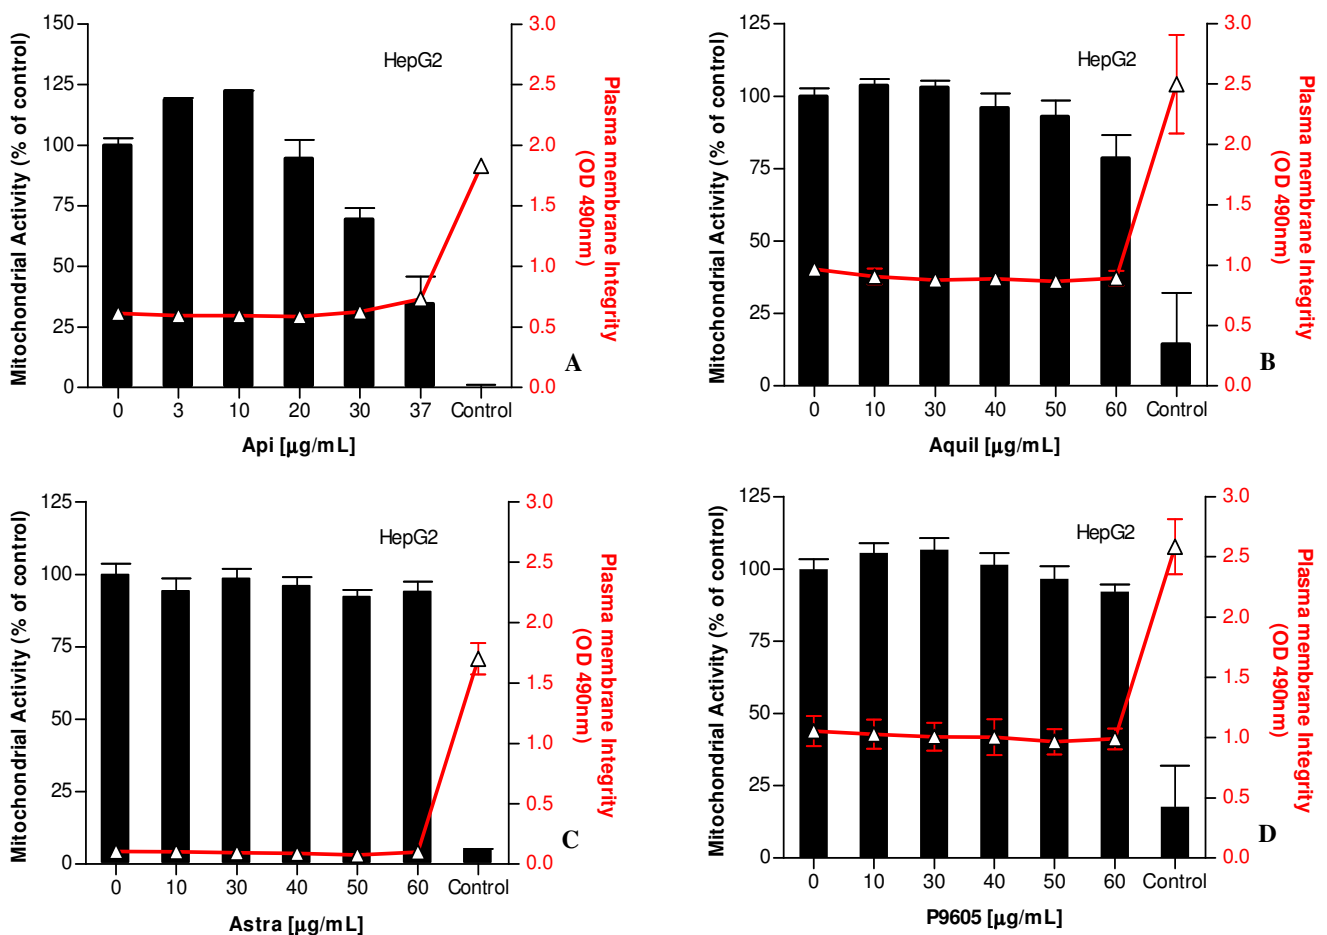 150
125
100
75
50
25
0
Mitochondrial Activity (% of control)
HepG2
3.0
2.5
2.0
1.5
1.0
0.5
0.0
Plasma membrane Integrity
(OD 490nm)
0 3 10 20 30 37 Control
Api [µg/mL]
A
125
100
75
50
25
0
Mitochondrial Activity (% of control)
HepG2
3.0
2.5
2.0
1.5
1.0
0.5
0.0
Plasma membrane Integrity
(OD 490nm)
0 10 30 40 50 60 Control
Aquil [µg/mL]
B
125
100
75
50
25
0
Mitochondrial Activity (% of control)
HepG2
3.0
2.5
2.0
1.5
1.0
0.5
0.0
Plasma membrane Integrity
(OD 490nm)
0 10 30 40 50 60 Control
Astra [µg/mL]
C
125
100
75
50
25
0
Mitochondrial Activity (% of control)
HepG2
3.0
2.5
2.0
1.5
1.0
0.5
0.0
Plasma membrane Integrity
(OD 490nm)
0 10 30 40 50 60 Control
P9605 [µg/mL]
D